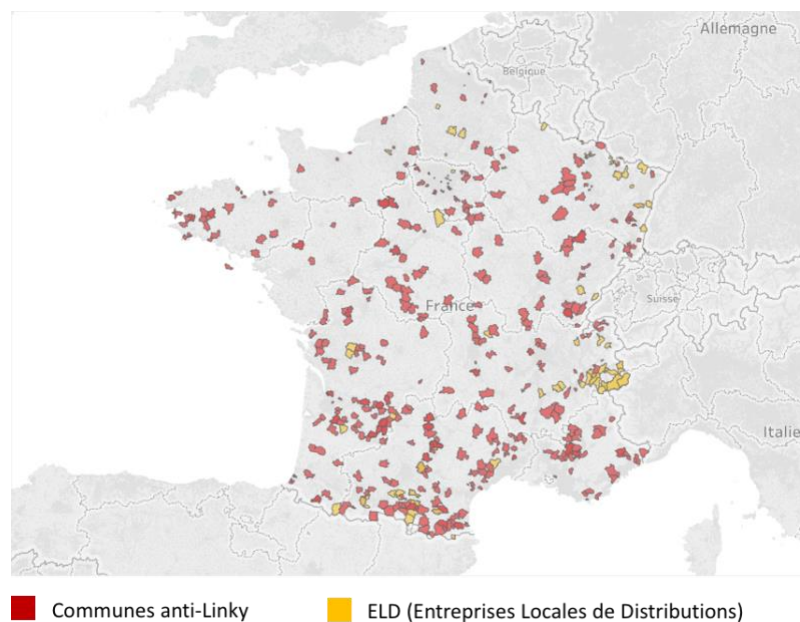 Allemagne
Belgique
France
Suisse
Italie
Communes anti-Linky
ELD (Entreprises Locales de Distributions)